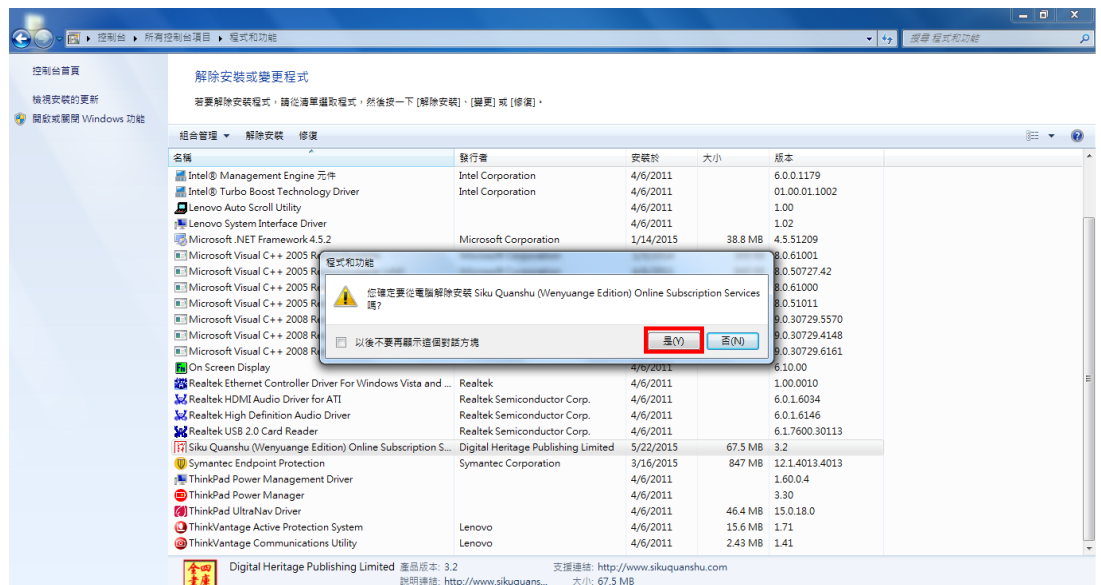 控制台 ▸ 所有控制台項目 ▸ 程式和功能
搜尋 程式和功能
控制台首頁
檢視安裝的更新
開啟或關閉 Windows 功能
解除安裝或變更程式
若要解除安裝程式，請從清單選取程式，然後按一下 [解除安裝]、[變更] 或 [修復]。
組合管理 ▼ 解除安裝 修復
名稱 發行者 安裝於 大小 版本
Intel® Management Engine 元件 Intel Corporation 4/6/2011 6.0.0.1179
Intel® Turbo Boost Technology Driver Intel Corporation 4/6/2011 01.00.01.1002
Lenovo Auto Scroll Utility 4/6/2011 1.00
Lenovo System Interface Driver 4/6/2011 1.02
Microsoft .NET Framework 4.5.2 Microsoft Corporation 1/14/2015 38.8 MB 4.5.51209
Microsoft Visual C++ 2005 Re 8.0.61001
Microsoft Visual C++ 2005 Re 8.0.50727.42
Microsoft Visual C++ 2005 Re 8.0.61000
Microsoft Visual C++ 2005 Re 8.0.51011
Microsoft Visual C++ 2008 Re 9.0.30729.5570
Microsoft Visual C++ 2008 Re 9.0.30729.4148
Microsoft Visual C++ 2008 Re 9.0.30729.6161
程式和功能
您確定要從電腦解除安裝 Siku Quanshu (Wenyuange Edition) Online Subscription Services
嗎?
以後不要再顯示這個對話方塊
是(Y) 否(N)
On Screen Display 4/6/2011 6.10.00
Realtek Ethernet Controller Driver For Windows Vista and ... Realtek 4/6/2011 1.00.0010
Realtek HDMI Audio Driver for ATI Realtek Semiconductor Corp. 4/6/2011 6.0.1.6034
Realtek High Definition Audio Driver Realtek Semiconductor Corp. 4/6/2011 6.0.1.6146
Realtek USB 2.0 Card Reader Realtek Semiconductor Corp. 4/6/2011 6.1.7600.30113
Siku Quanshu (Wenyuange Edition) Online Subscription S... Digital Heritage Publishing Limited 5/22/2015 67.5 MB 3.2
Symantec Endpoint Protection Symantec Corporation 3/16/2015 847 MB 12.1.4013.4013
ThinkPad Power Management Driver 4/6/2011 1.60.0.4
ThinkPad Power Manager 4/6/2011 3.30
ThinkPad UltraNav Driver 4/6/2011 46.4 MB 15.0.18.0
ThinkVantage Active Protection System Lenovo 4/6/2011 15.6 MB 1.71
ThinkVantage Communications Utility Lenovo 4/6/2011 2.43 MB 1.41
Digital Heritage Publishing Limited 產品版本: 3.2 支援連結: http://www.sikuquanshu.com
說明連結: http://www.sikuquans... 大小: 67.5 MB